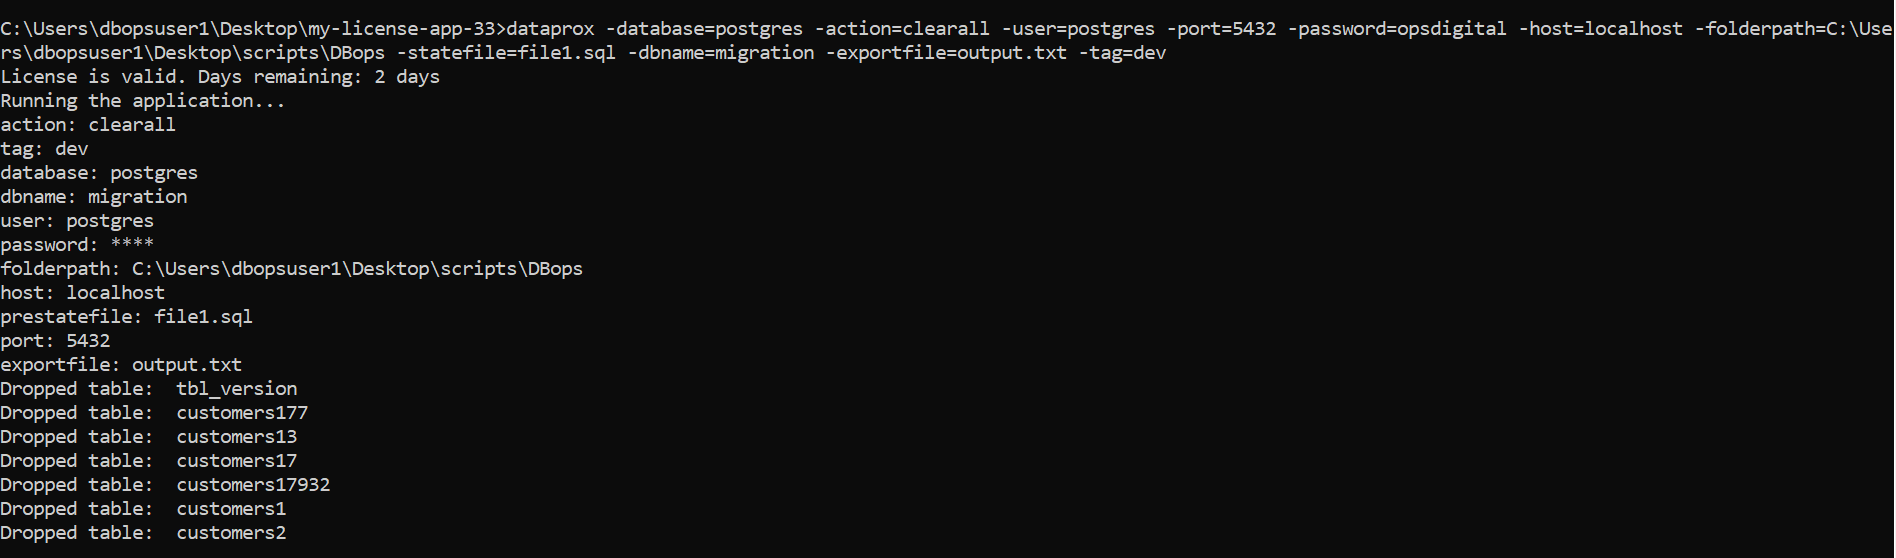 C:\Users\dbopsuser1\Desktop\my-license-app-33>dataprox -database=postgres -action=clearall -user=postgres -port=5432 -password=opsdigital -host=localhost -folderpath=C:\Use
rs\dbopsuser1\Desktop\scripts\DBops -statefile=file1.sql -dbname=migration -exportfile=output.txt -tag=dev
License is valid. Days remaining: 2 days
Running the application...
action: clearall
tag: dev
database: postgres
dbname: migration
user: postgres
password: ****
folderpath: C:\Users\dbopsuser1\Desktop\scripts\DBops
host: localhost
prestatefile: file1.sql
port: 5432
exportfile: output.txt
Dropped table:  tbl_version
Dropped table:  customers177
Dropped table:  customers13
Dropped table:  customers17
Dropped table:  customers17932
Dropped table:  customers1
Dropped table:  customers2